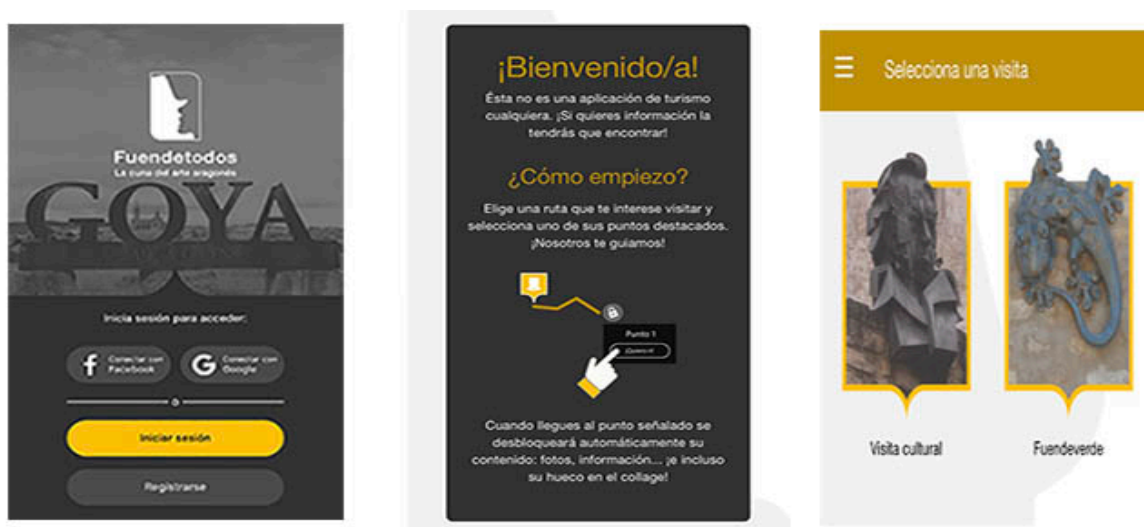 Fuendetodos
La cuna del arte aragonés
GOYA
Inicia sesión para acceder:
Conectar con
Facebook
Conectar con
Google
o
Iniciar sesión
Registrarse
¡Bienvenido/a!
Ésta no es una aplicación de turismo
cualquiera. ¡Si quieres información la
tendrás que encontrar!
¿Cómo empiezo?
Elige una ruta que te interese visitar y
selecciona uno de sus puntos destacados.
¡Nosotros te guiamos!
Punto 1
¡Quiero ir!
Cuando llegues al punto señalado se
desbloqueará automáticamente su
contenido: fotos, información... ¡e incluso
su hueco en el collage!
Selecciona una visita
Visita cultural
Fuendeverde